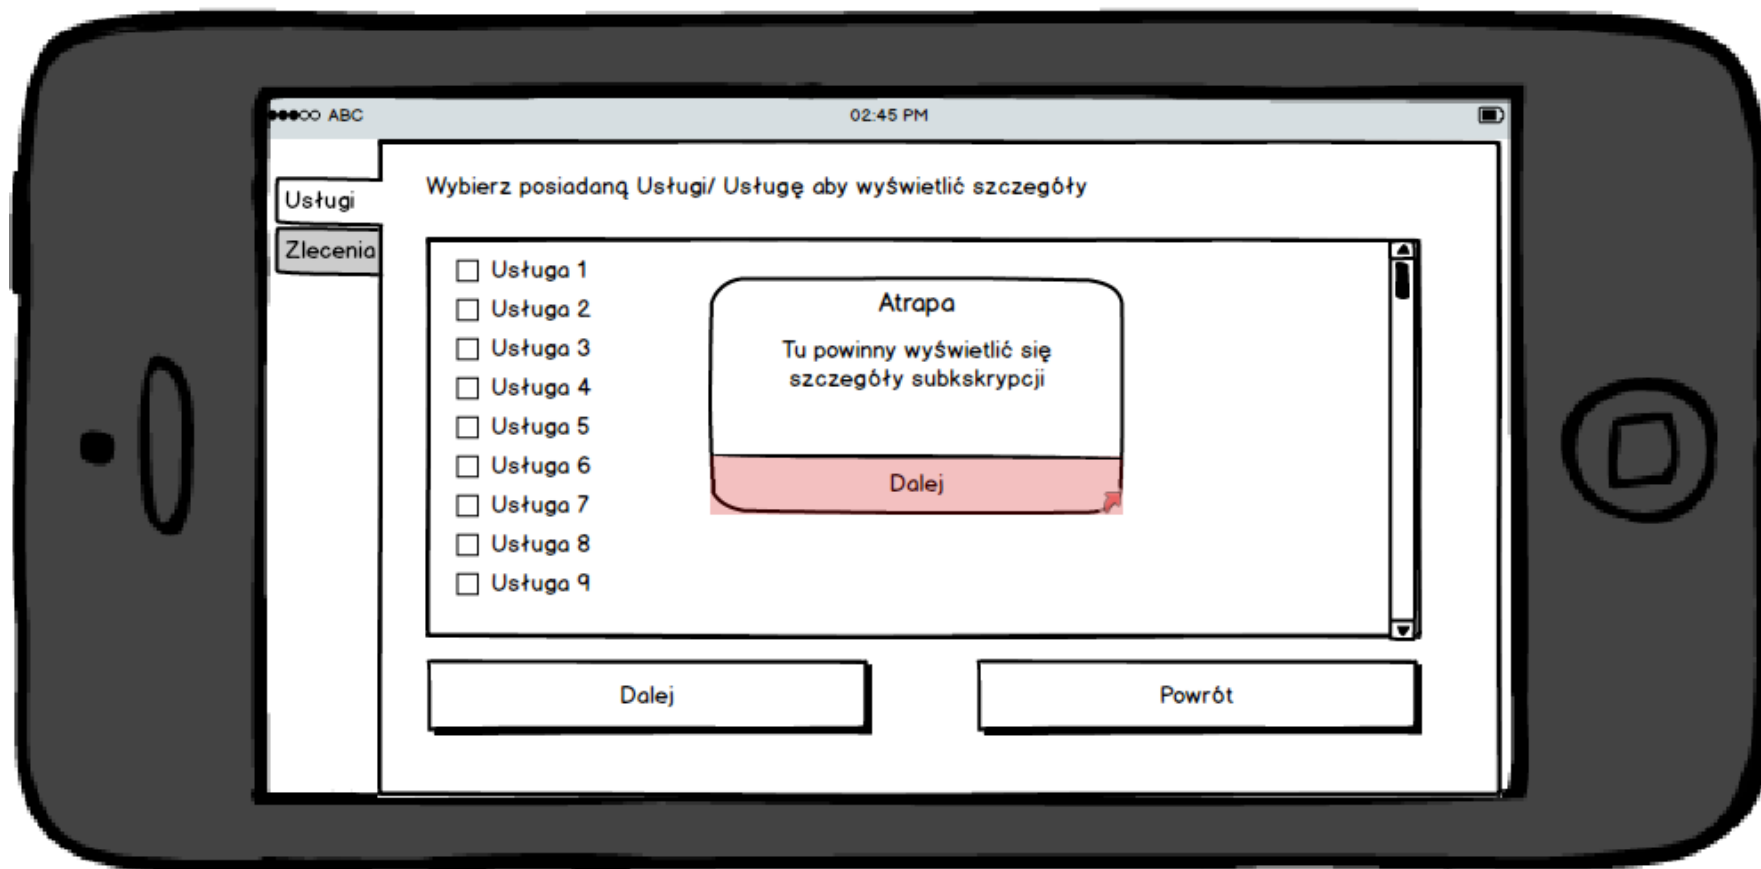 ABC
02:45 PM
Usługi
Zlecenia
Wybierz posiadaną Usługi/ Usługę aby wyświetlić szczegóły
Usługa 1
Usługa 2
Usługa 3
Usługa 4
Usługa 5
Usługa 6
Usługa 7
Usługa 8
Usługa 9
Atrapa
Tu powinny wyświetlić się
szczegóły subkskrypcji
Dalej
Dalej
Powrót